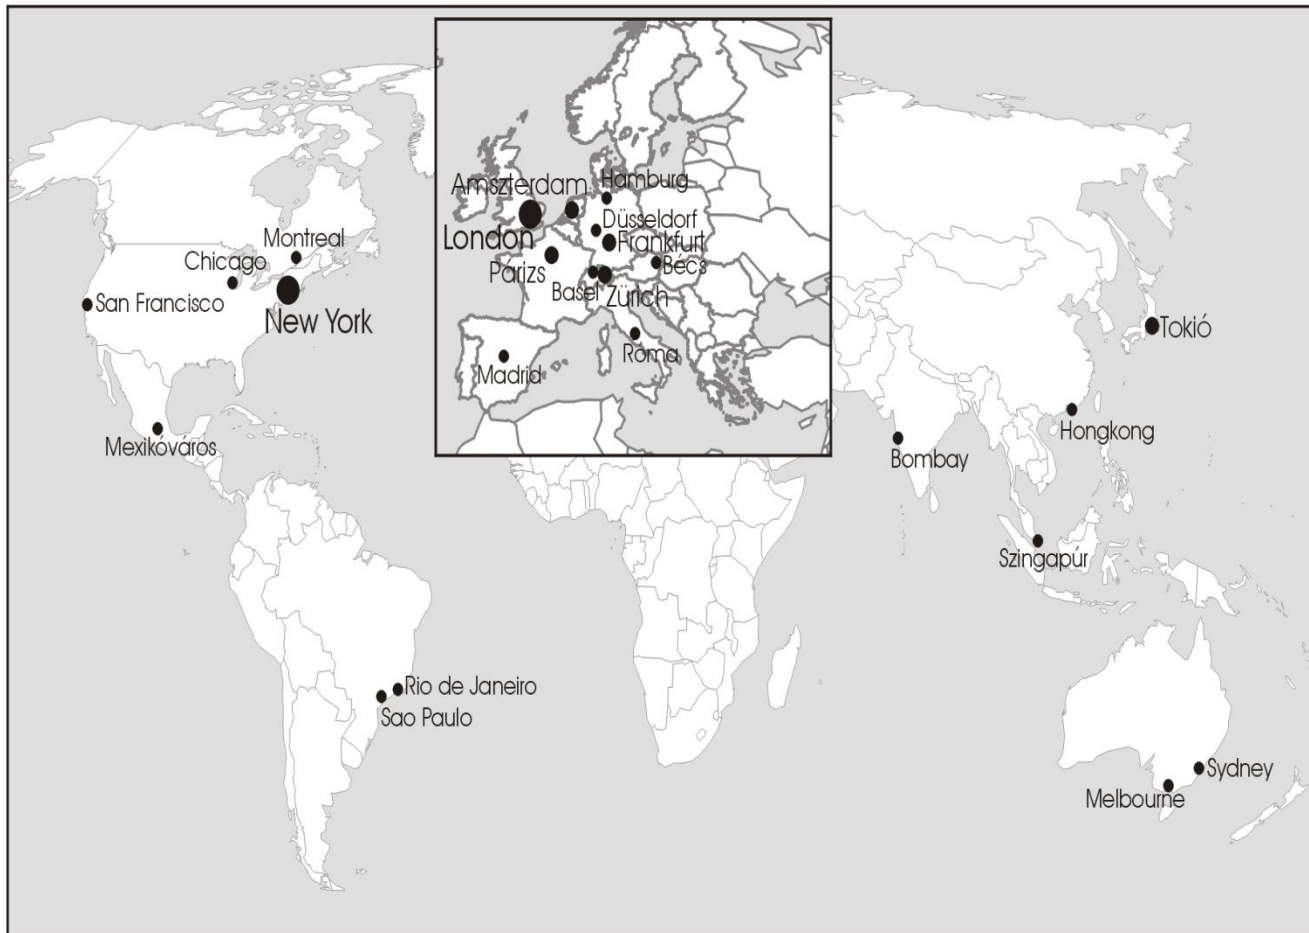 Amszterdam
Hamburg
London
Düsseldorf
Frankfurt
Párizs
Bécs
Basel
Zürich
Róma
Madrid
Montreal
Chicago
San Francisco
New York
Mexikóváros
Tokió
Hongkong
Bombay
Szingapúr
Rio de Janeiro
Sao Paulo
Sydney
Melbourne